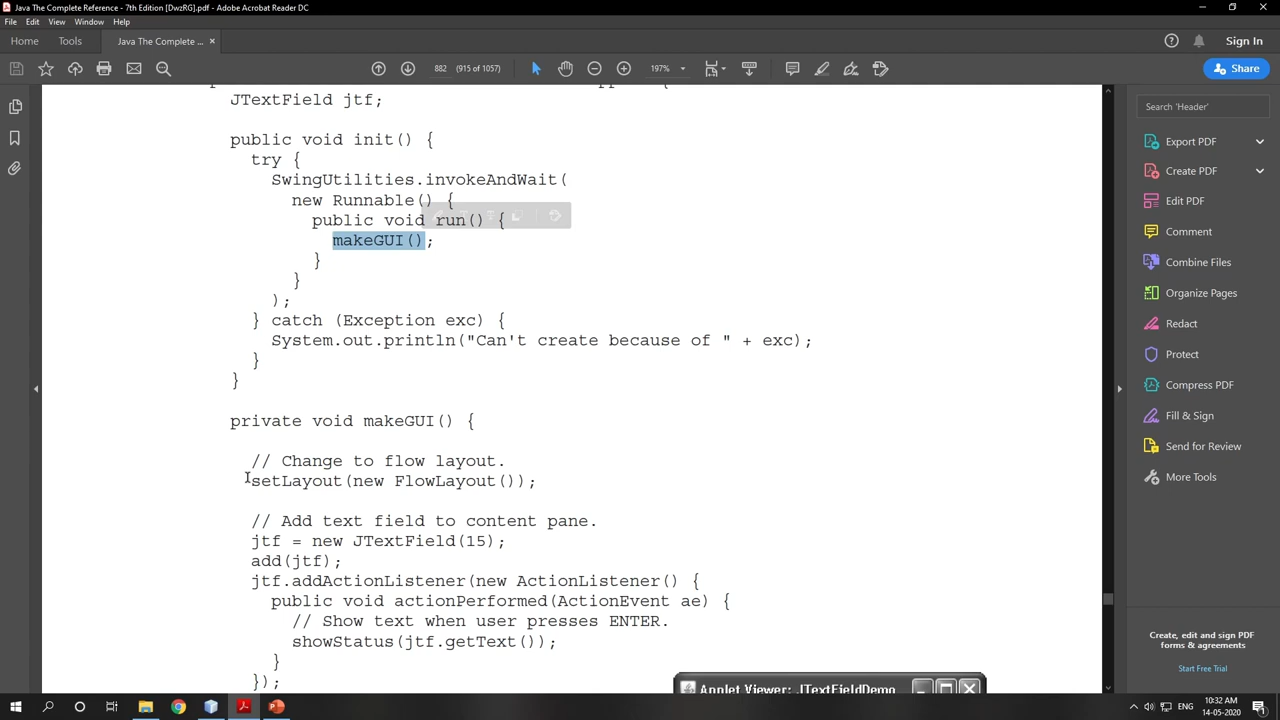 Java The Complete Reference - 7th Edition [DwzRG].pdf - Adobe Acrobat Reader DC
File Edit View Window Help
Home Tools Java The Complete ... ×
Sign In
882 (915 of 1057) 197%
Share
JTextField jtf;
public void init() {
try {
SwingUtilities.invokeAndWait(
new Runnable() {
public void run() {
makeGUI();
}
}
);
} catch (Exception exc) {
System.out.println("Can't create because of " + exc);
}
}
private void makeGUI() {
// Change to flow layout.
setLayout(new FlowLayout());
// Add text field to content pane.
jtf = new JTextField(15);
add(jtf);
jtf.addActionListener(new ActionListener() {
public void actionPerformed(ActionEvent ae) {
// Show text when user presses ENTER.
showStatus(jtf.getText());
}
});
Applet Viewer: JTextFieldDemo
Search 'Header'
Export PDF
Create PDF
Edit PDF
Comment
Combine Files
Organize Pages
Redact
Protect
Compress PDF
Fill & Sign
Send for Review
More Tools
Create, edit and sign PDF
forms & agreements
Start Free Trial
ENG
10:32 AM
14-05-2020